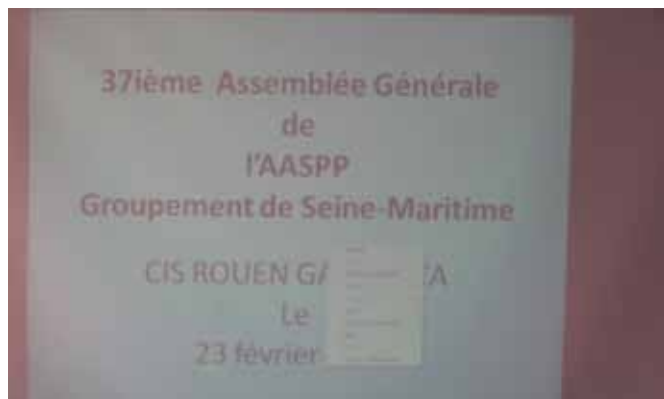 37ième Assemblée Générale
de
l'AASPP
Groupement de Seine-Maritime
CIS ROUEN
Le
23 février